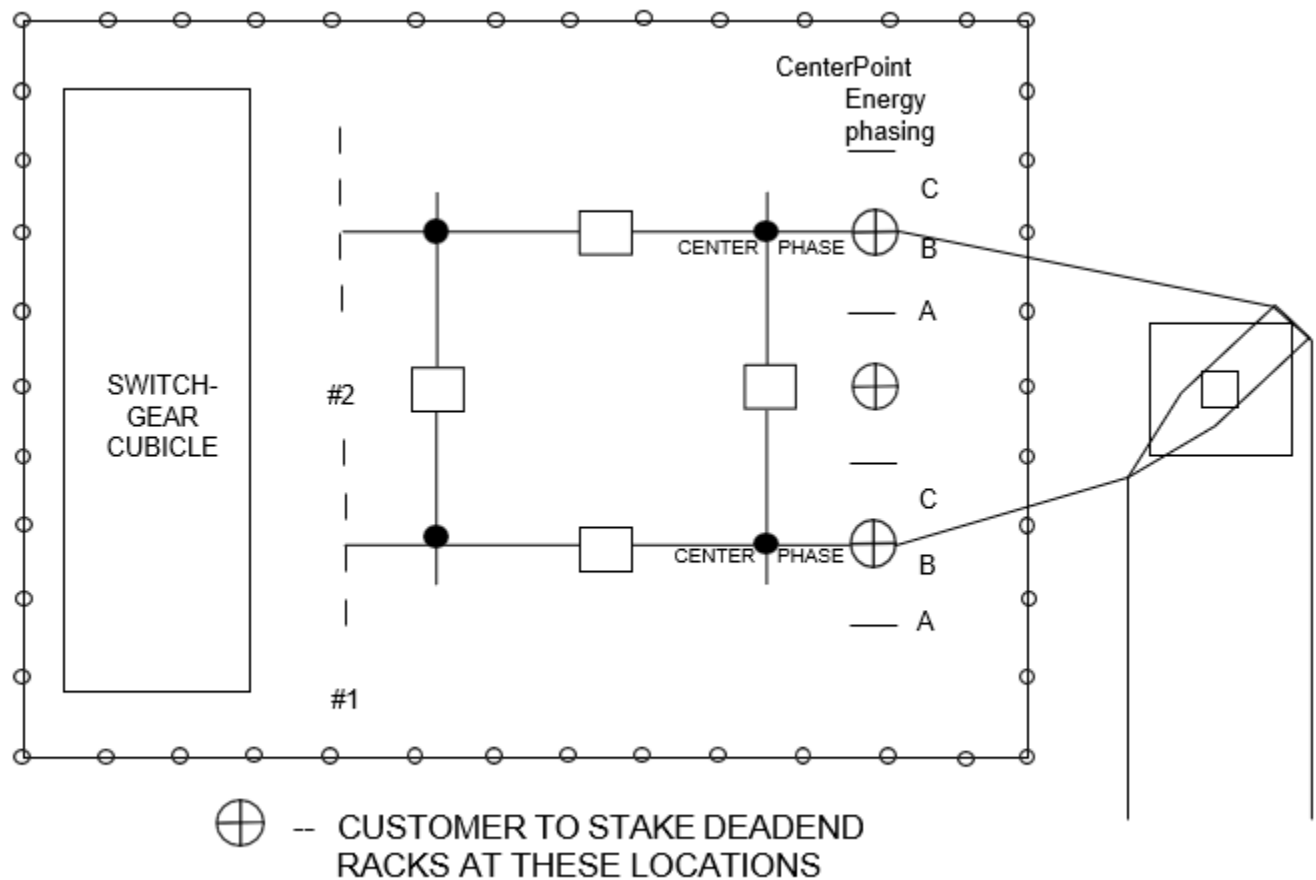 CenterPoint
Energy
phasing
C
CENTER PHASE B
A
SWITCH-
GEAR
CUBICLE
#2
C
CENTER PHASE B
A
#1
-- CUSTOMER TO STAKE DEADEND
RACKS AT THESE LOCATIONS